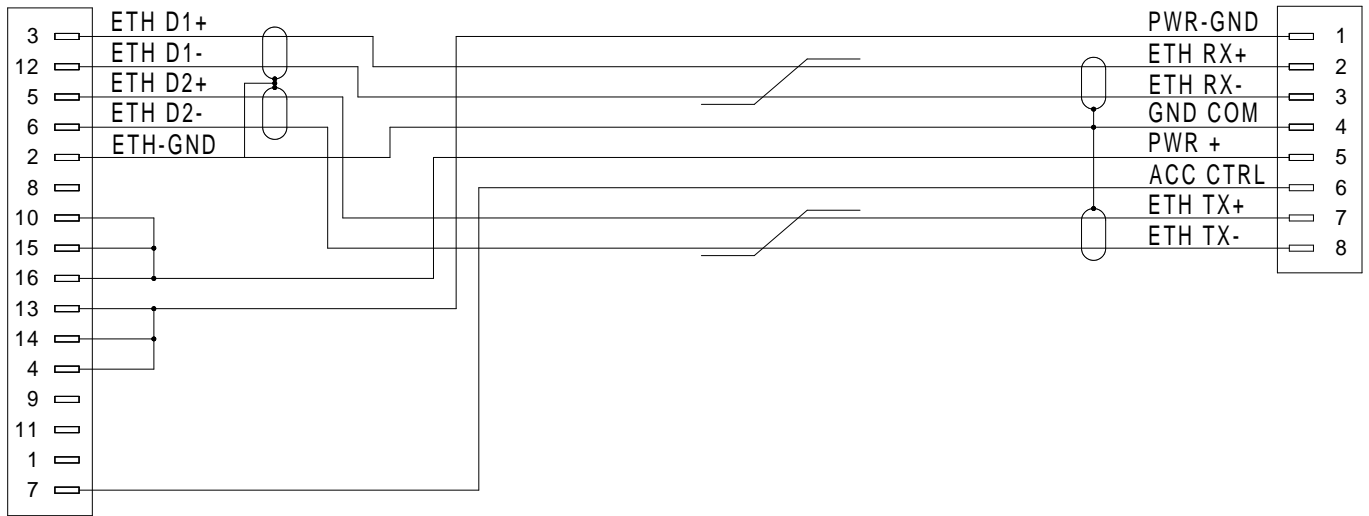 3 ETH D1+
12 ETH D1-
5 ETH D2+
6 ETH D2-
2 ETH-GND
8
10
15
16
13
14
4
9
11
1
7
PWR-GND 1
ETH RX+ 2
ETH RX- 3
GND COM 4
PWR + 5
ACC CTRL 6
ETH TX+ 7
ETH TX- 8